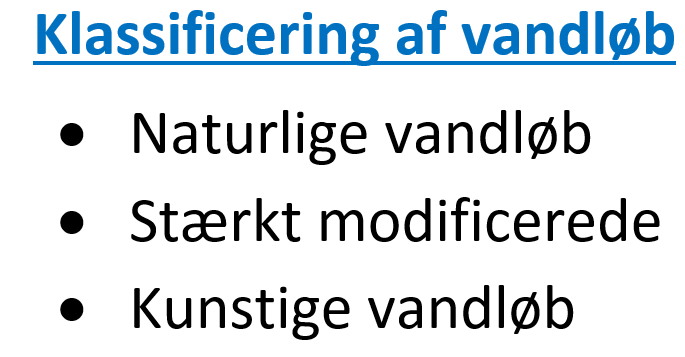 Klassificering af vandløb
• Naturlige vandløb
• Stærkt modificerede
• Kunstige vandløb